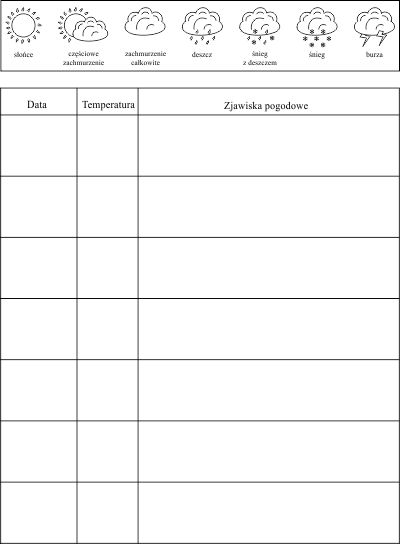 słońce
częściowe
zachmurzenie
zachmurzenie
całkowite
deszcz
śnieg
z deszczem
śnieg
burza
Data
Temperatura
Zjawiska pogodowe